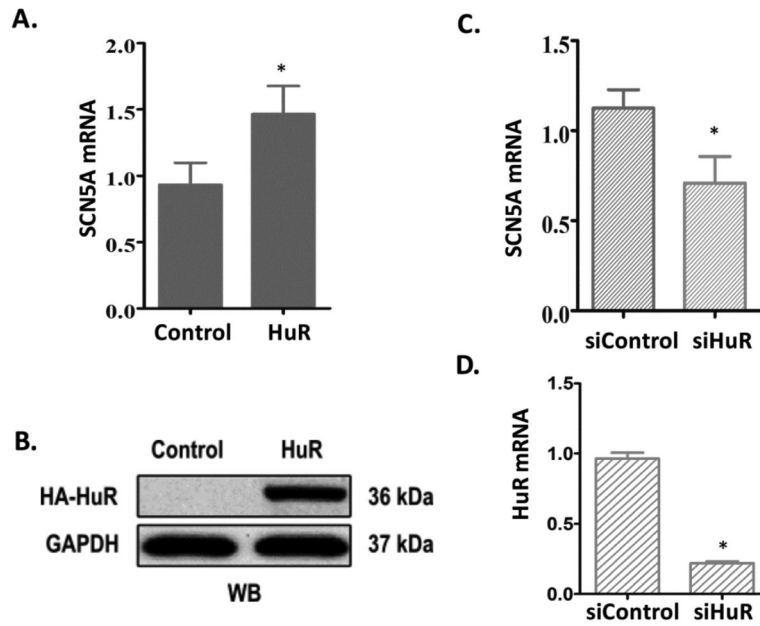 A.
SCN5A mRNA
2.0
1.5
1.0
0.5
0.0
*
Control HuR
B.
Control HuR
HA-HuR 36 kDa
GAPDH 37 kDa
WB
C.
SCN5A mRNA
1.5
1.0
0.5
0.0
*
siControl siHuR
D.
HuR mRNA
1.5
1.0
0.5
0.0
*
siControl siHuR